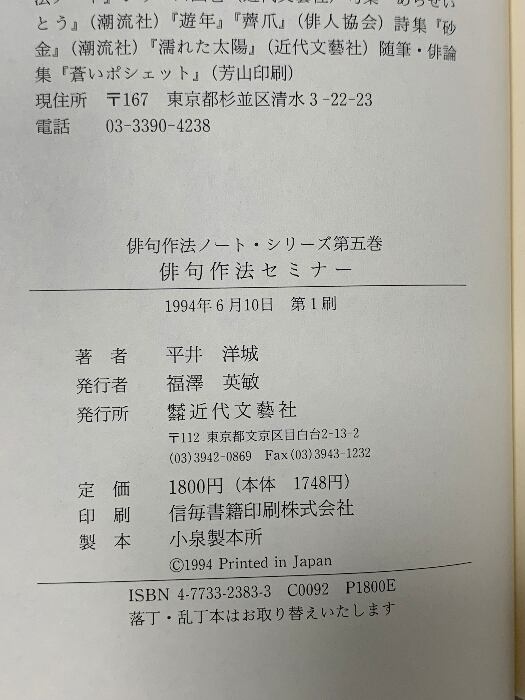 とう』(潮流社)『遊年』『薺爪』(俳人協会) 詩集『砂
金』(潮流社)『濡れた太陽』(近代文藝社) 随筆・俳論
集『蒼いポシェット』(芳山印刷)
現住所 〒167 東京都杉並区清水3-22-23
電話 03-3390-4238
俳句作法ノート・シリーズ第五巻
俳句作法セミナー
1994年6月10日 第1刷
著者 平井 洋城
発行者 福澤 英敏
発行所 株式会社近代文藝社
〒112 東京都文京区目白台2-13-2
(03)3942-0869 Fax(03)3943-1232
定価 1800円(本体 1748円)
印刷 信毎書籍印刷株式会社
製本 小泉製本所
©1994 Printed in Japan
ISBN 4-7733-2383-3 C0092 P1800E
落丁・乱丁本はお取り替えいたします